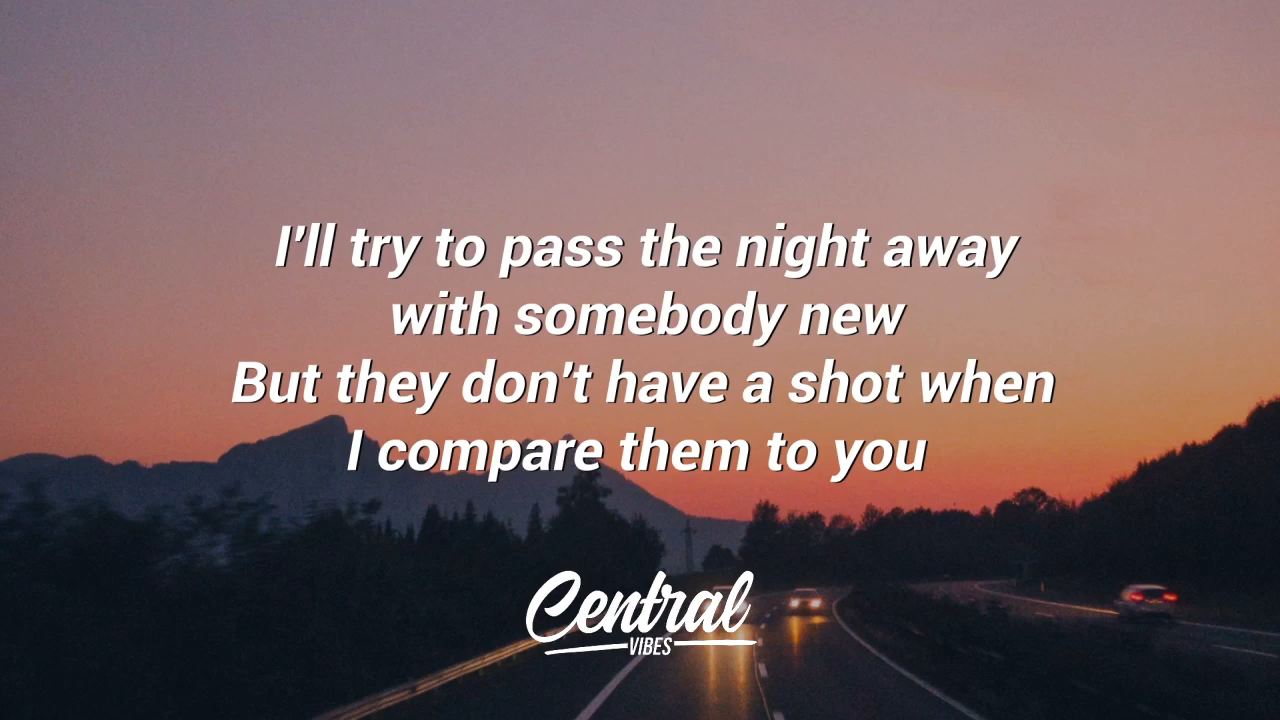 I'll try to pass the night away
with somebody new
But they don't have a shot when
I compare them to you
Central
VIBES